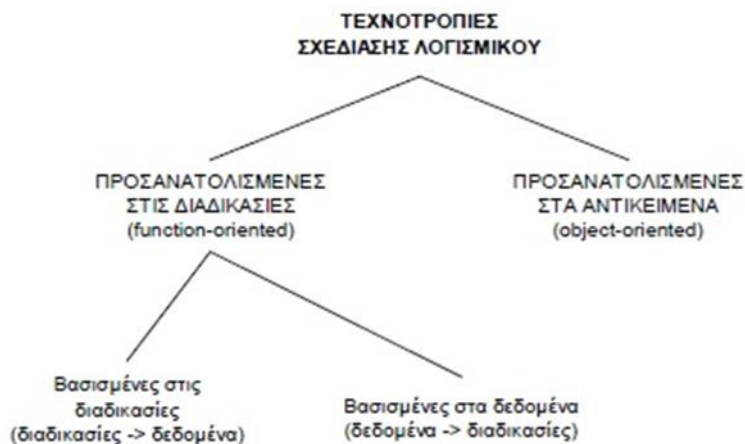 ΤΕΧΝΟΤΡΟΠΙΕΣ
ΣΧΕΔΙΑΣΗΣ ΛΟΓΙΣΜΙΚΟΥ
ΠΡΟΣΑΝΑΤΟΛΙΣΜΕΝΕΣ
ΣΤΙΣ ΔΙΑΔΙΚΑΣΙΕΣ
(function-oriented)
ΠΡΟΣΑΝΑΤΟΛΙΣΜΕΝΕΣ
ΣΤΑ ΑΝΤΙΚΕΙΜΕΝΑ
(object-oriented)
Βασισμένες στις
διαδικασίες
(διαδικασίες -> δεδομένα)
Βασισμένες στα δεδομένα
(δεδομένα -> διαδικασίες)